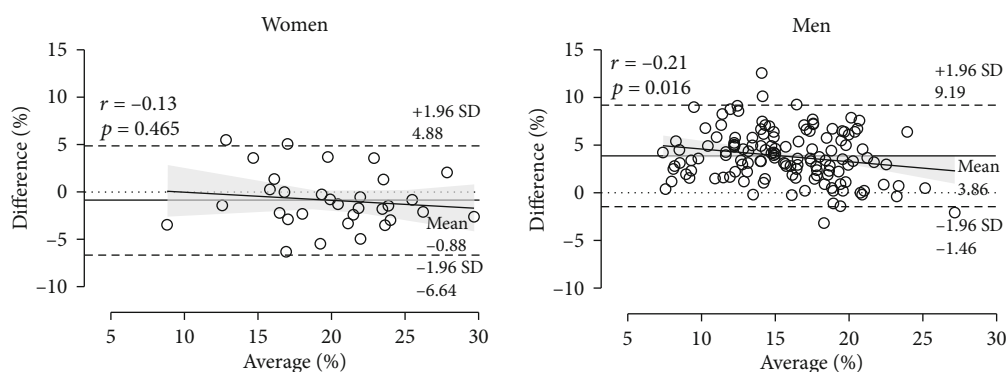 Women
15
10
5
0
−5
−10
Difference (%)
r = −0.13
p = 0.465
+1.96 SD
4.88
Mean
−0.88
−1.96 SD
−6.64
5
10
15
20
25
30
Average (%)
Men
15
10
5
0
−5
−10
Difference (%)
r = −0.21
p = 0.016
+1.96 SD
9.19
Mean
3.86
−1.96 SD
−1.46
5
10
15
20
25
30
Average (%)